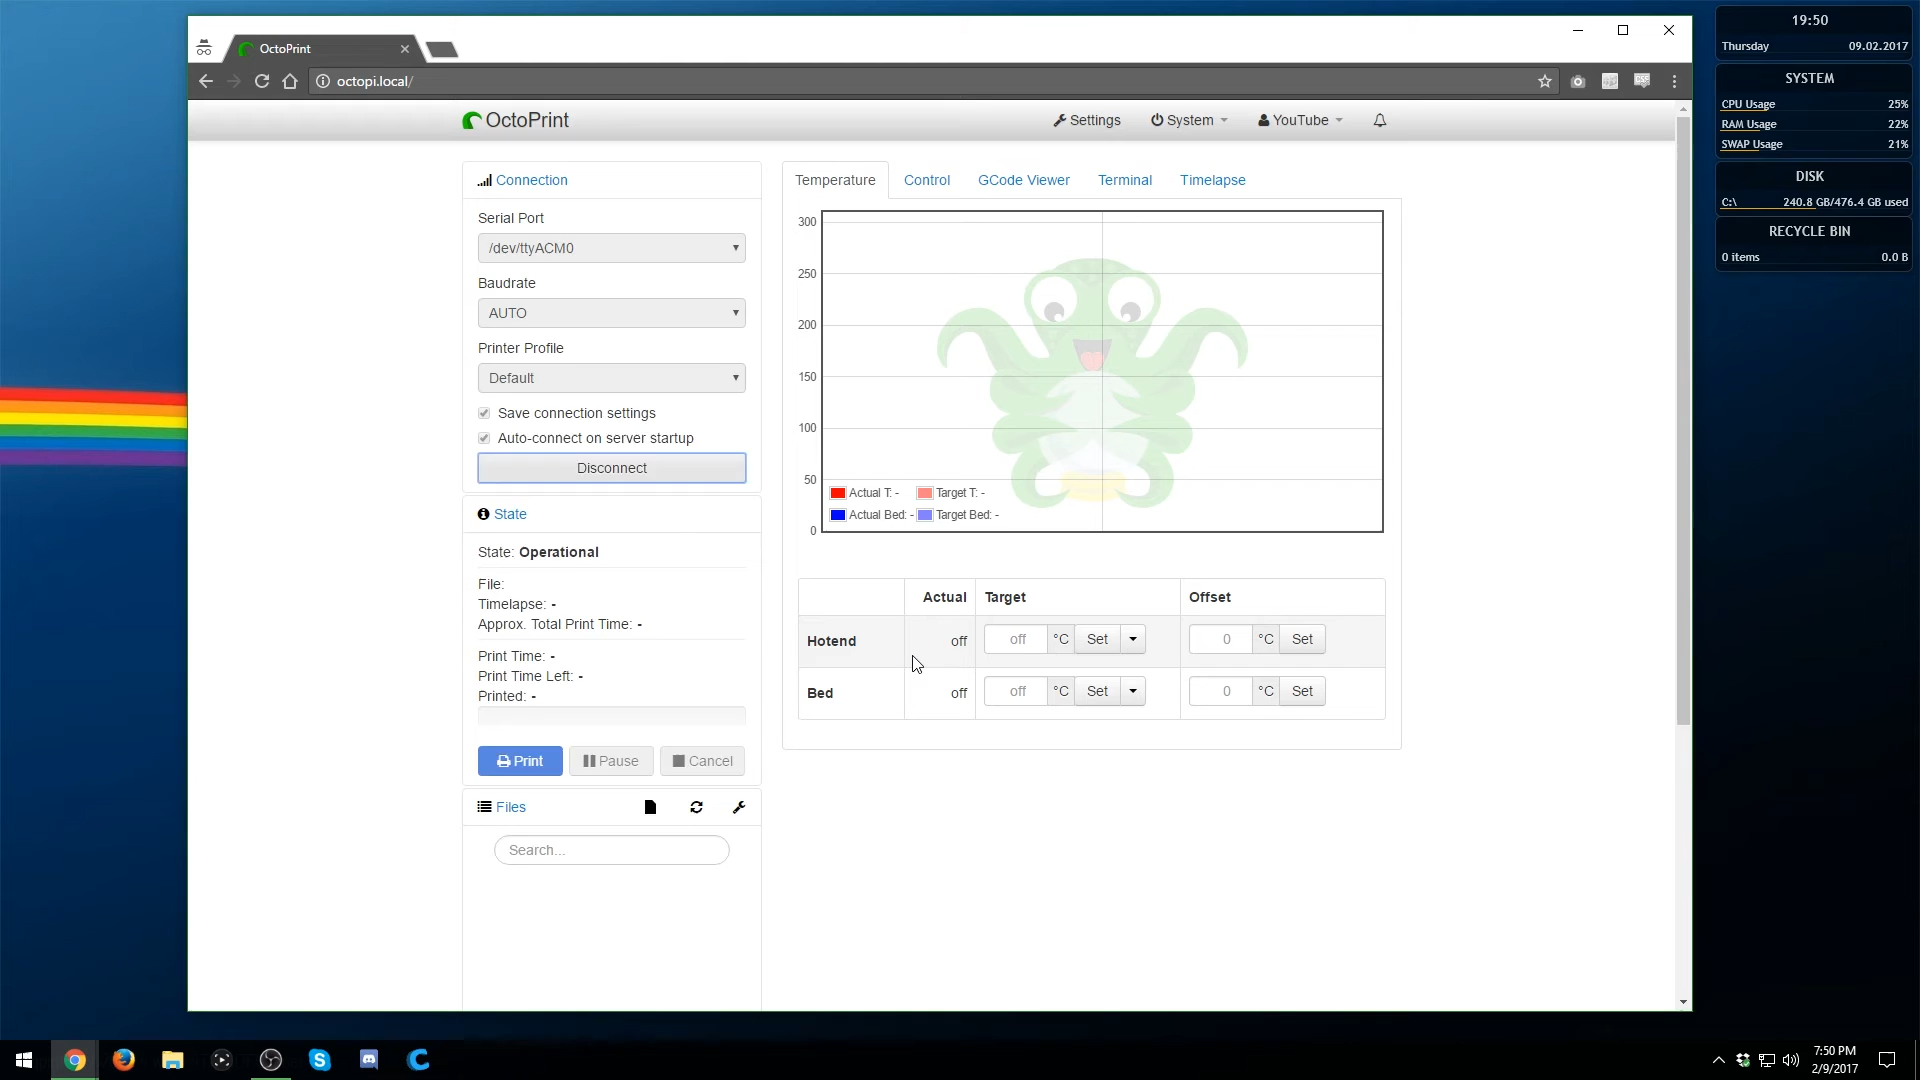 OctoPrint
octopi.local/
OctoPrint
Settings
System
YouTube
Connection
Serial Port
/dev/ttyACM0
Baudrate
AUTO
Printer Profile
Default
Save connection settings
Auto-connect on server startup
Disconnect
State
State: Operational
File:
Timelapse: -
Approx. Total Print Time: -
Print Time: -
Print Time Left: -
Printed: -
Print
Pause
Cancel
Files
Search...
Temperature
Control
GCode Viewer
Terminal
Timelapse
300
250
200
150
100
50
0
Actual T: - Target T: -
Actual Bed: - Target Bed: -
Actual Target Offset
Hotend off off °C Set 0 °C Set
Bed off off °C Set 0 °C Set
19:50
Thursday 09.02.2017
SYSTEM
CPU Usage 25%
RAM Usage 22%
SWAP Usage 21%
DISK
C:\ 240.8 GB/476.4 GB used
RECYCLE BIN
0 items 0.0 B
7:50 PM
2/9/2017